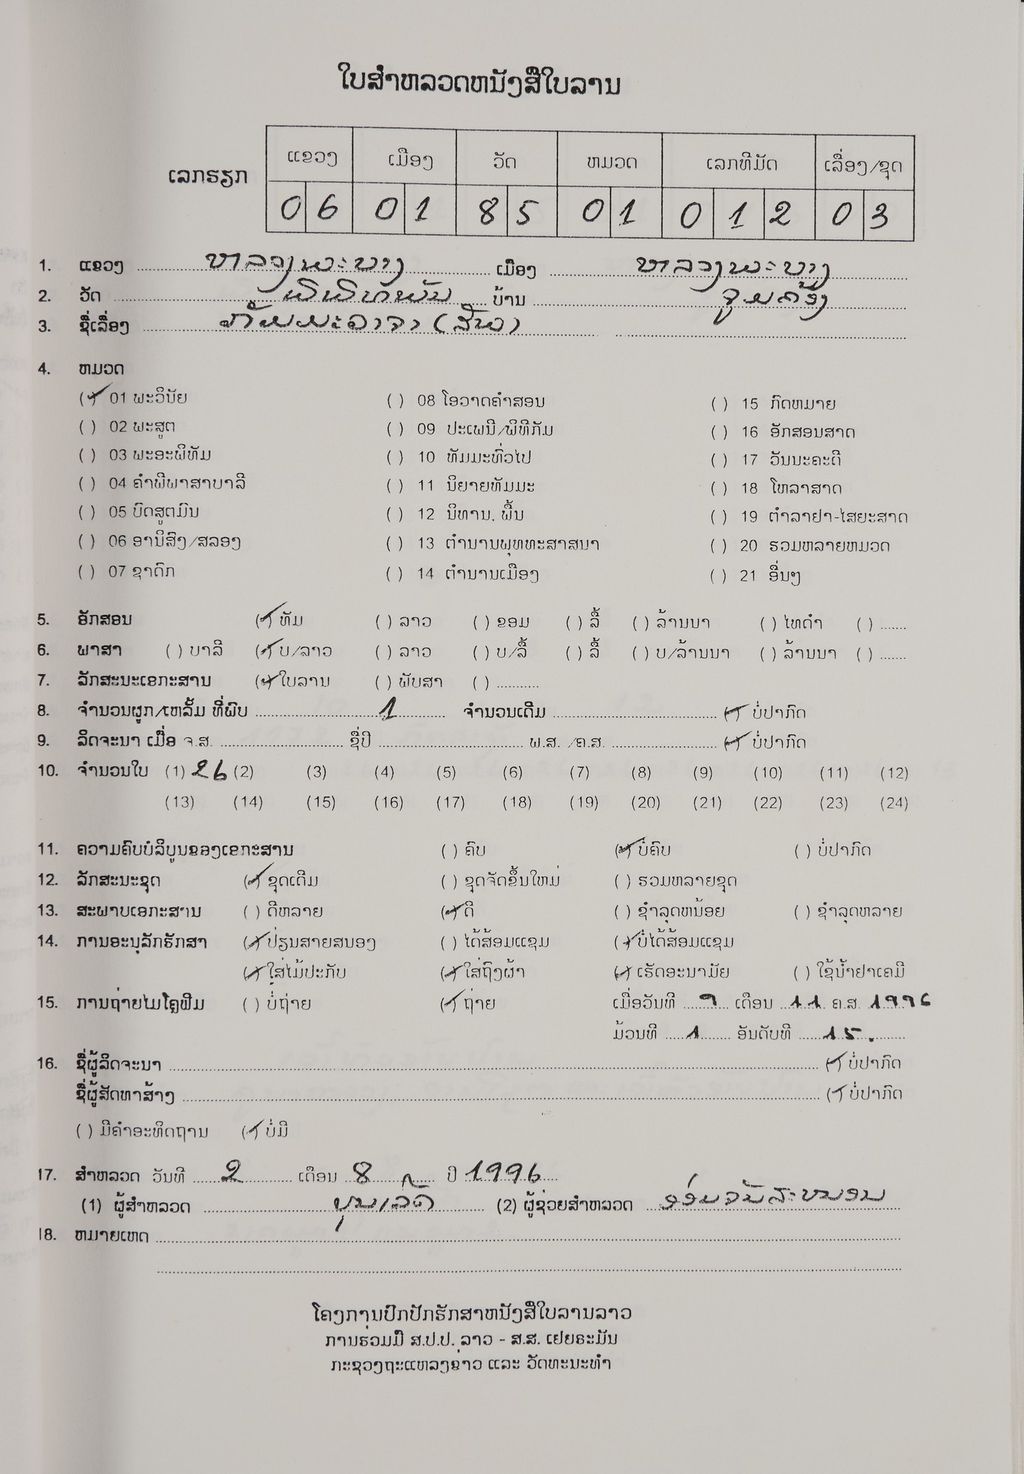 ໃບສຳຫລວດຫນັງສືໃບລານ
ເລກຣຽກ
ແຂວງ ເມືອງ ວັດ ຫມວດ ເລກທີມັດ ເລື່ອງ/ຊຸດ
0 6 0 1 8 5 0 1 0 1 2 0 3
1. ແຂວງ ຫລວງພະບາງ ເມືອງ ຫລວງພະບາງ
2. ວັດ ບ້ານ
3. ຊື່ເລື່ອງ
4. ຫມວດ
(✓) 01 ພະວິນັຍ ( ) 08 ໂອວາດຄຳສອນ ( ) 15 ກົດຫມາຍ
( ) 02 ພະສູດ ( ) 09 ປະເພນີ/ພິທີກັມ ( ) 16 ອັກສອນສາດ
( ) 03 ພະອະພິທັມ ( ) 10 ທັມມະທົ່ວໄປ ( ) 17 ວັນນະຄະດີ
( ) 04 ຄຳພີພາສາບາລີ ( ) 11 ນິຍາຍທັມມະ ( ) 18 ໂຫລາສາດ
( ) 05 ບົດສູດມົນ ( ) 12 ນິທານ, ພື້ນ ( ) 19 ຕຳລາຢາ-ໄສຍະສາດ
( ) 06 ອານິສົງ/ສລອງ ( ) 13 ຕຳນານພຸທທະສາສນາ ( ) 20 ຣວມຫລາຍຫມວດ
( ) 07 ຊາດົກ ( ) 14 ຕຳນານເມືອງ ( ) 21 ອື່ນໆ
5. ອັກສອນ (✓) ທັມ ( ) ລາວ ( ) ຂອມ ( ) ລື້ ( ) ລ້ານນາ ( ) ໄທດຳ ( ) .......
6. ພາສາ ( ) ບາລີ (✓) ບ/ລາວ ( ) ລາວ ( ) ບ/ລື້ ( ) ລື້ ( ) ບ/ລ້ານນາ ( ) ລ້ານນາ ( ) .......
7. ລັກສະນະເອກະສານ (✓) ໃບລານ ( ) ພັບສາ ( ) ...........
8. ຈຳນວນຜູກ/ເຫລັ້ມ ທີ່ພົບ 1 ຈຳນວນເດີມ (✓) ບໍ່ປາກົດ
9. ລິດຈະນາ ເມື່ອ ຈ.ສ. ຊື່ປີ ພ.ສ. /ຄ.ສ. (✓) ບໍ່ປາກົດ
10. ຈຳນວນໃບ (1) 26 (2) (3) (4) (5) (6) (7) (8) (9) (10) (11) (12)
(13) (14) (15) (16) (17) (18) (19) (20) (21) (22) (23) (24)
11. ຄວາມຄົບບໍລິບູນຂອງເອກະສານ ( ) ຄົບ (✓) ບໍ່ຄົບ ( ) ບໍ່ປາກົດ
12. ລັກສະນະຊຸດ (✓) ຊຸດເດີມ ( ) ຊຸດຈັດຂຶ້ນໃຫມ່ ( ) ຣວມຫລາຍຊຸດ
13. ສະພາບເອກະສານ ( ) ດີຫລາຍ (✓) ດີ ( ) ຊຳລຸດຫນ້ອຍ ( ) ຊຳລຸດຫລາຍ
14. ການອະນຸລັກຮັກສາ (✓) ປ່ຽນສາຍສນອງ ( ) ໄດ້ສ້ອມແຊມ (✓) ບໍ່ໄດ້ສ້ອມແຊມ
(✓) ໃສ່ໄມ້ປະກັບ (✓) ໃສ່ຖົງຜ້າ (✓) ເຮັດອະນາມັຍ ( ) ໃຊ້ນ້ຳຢາເຄມີ
15. ການຖ່າຍໄມໂຄຼຟິມ ( ) ບໍ່ຖ່າຍ (✓) ຖ່າຍ ເມື່ອວັນທີ 9 ເດືອນ 11 ຄ.ສ. 1996
ມ້ວນທີ 1 ອັນດັບທີ 15
16. ຊື່ຜູ້ລິດຈະນາ (✓) ບໍ່ປາກົດ
ຊື່ຜູ້ສັດທາສ້າງ (✓) ບໍ່ປາກົດ
( ) ມີຄຳອະທິດຖານ (✓) ບໍ່ມີ
17. ສຳຫລວດ ວັນທີ 2 ເດືອນ 8 ປີ 1996
(1) ຜູ້ສຳຫລວດ (2) ຜູ້ຊ່ວຍສຳຫລວດ
18. ຫມາຍເຫດ
ໂຄງການປົກປັກຮັກສາຫນັງສືໃບລານລາວ
ການຮ່ວມມື ສ.ປ.ປ. ລາວ - ສ.ສ. ເຢຍຣະມັນ
ກະຊວງຖະແຫລງຂ່າວ ແລະ ວັດທະນະທຳ